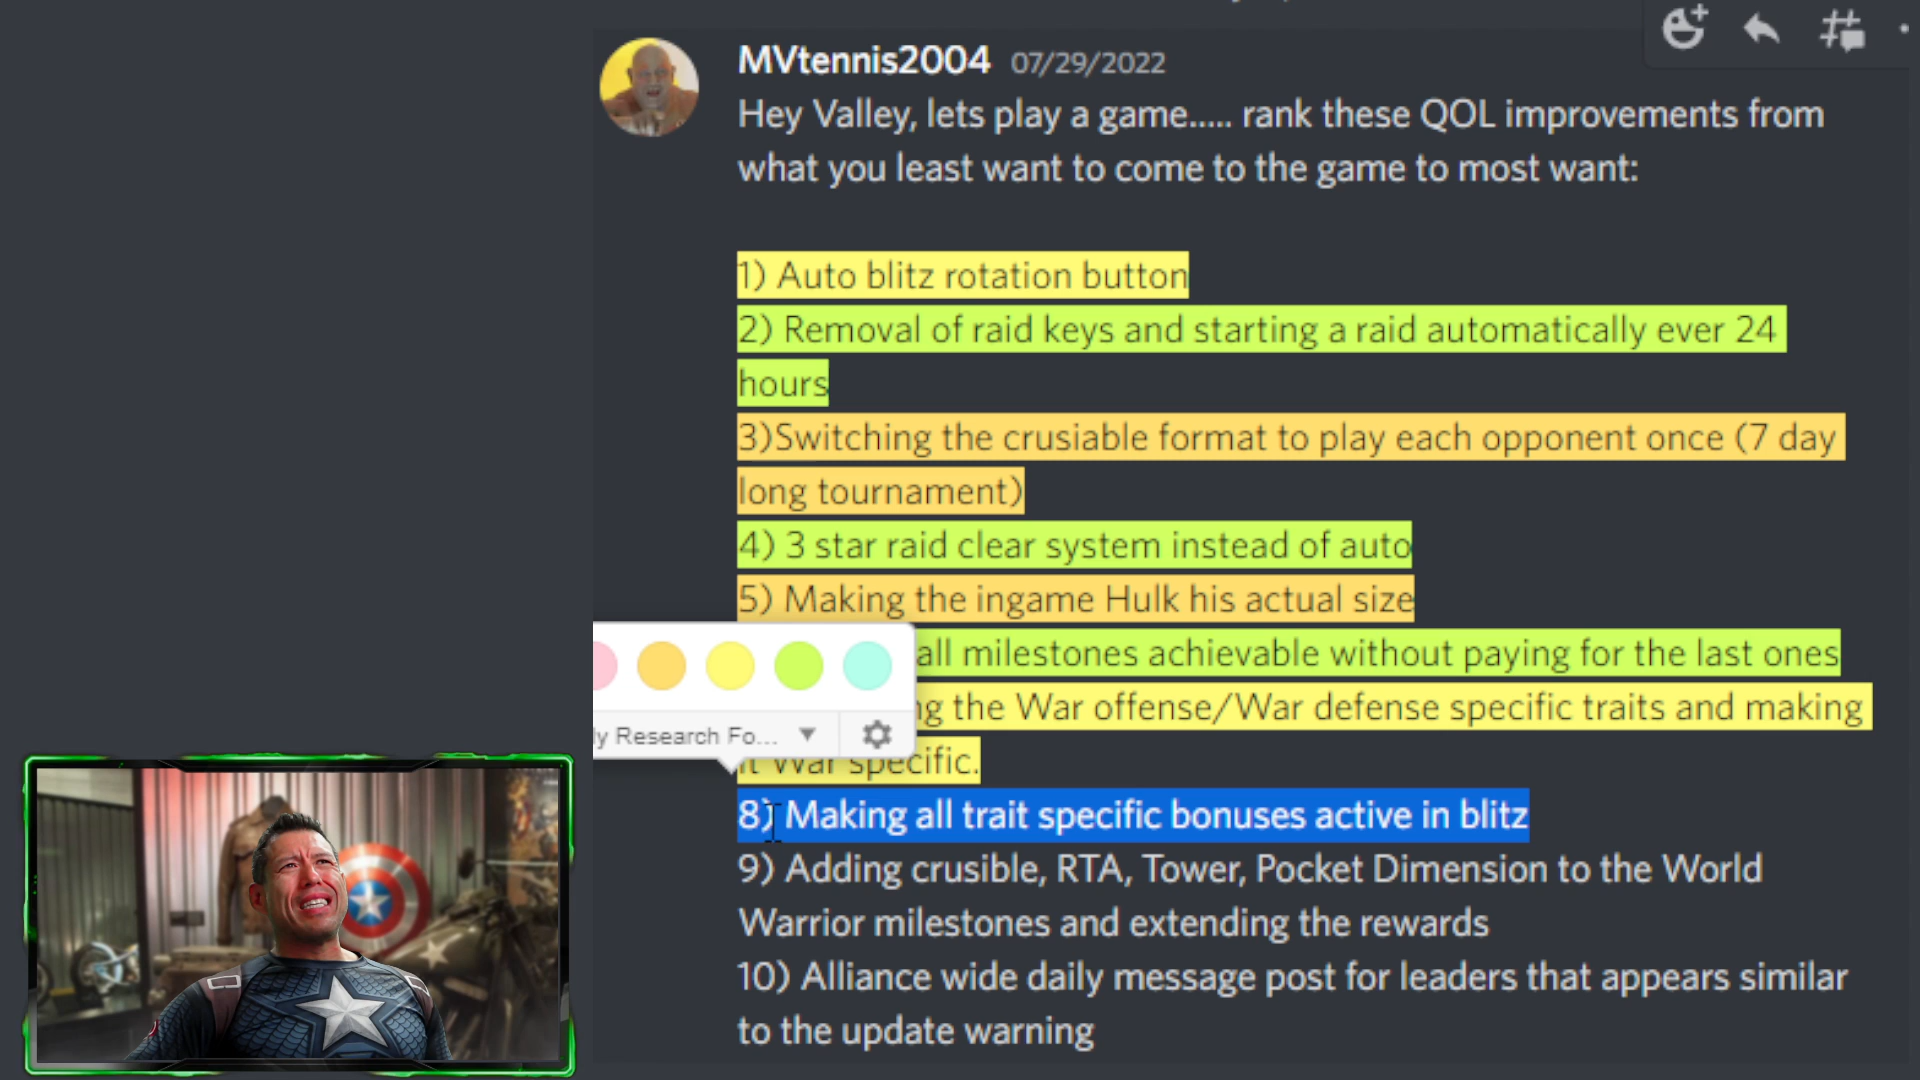 MVtennis2004 07/29/2022
Hey Valley, lets play a game..... rank these QOL improvements from
what you least want to come to the game to most want:
1) Auto blitz rotation button
2) Removal of raid keys and starting a raid automatically ever 24
hours
3)Switching the crusiable format to play each opponent once (7 day
long tournament)
4) 3 star raid clear system instead of auto
5) Making the ingame Hulk his actual size
all milestones achievable without paying for the last ones
the War offense/War defense specific traits and making
Research Fo...
it War specific.
8) Making all trait specific bonuses active in blitz
9) Adding crusible, RTA, Tower, Pocket Dimension to the World
Warrior milestones and extending the rewards
10) Alliance wide daily message post for leaders that appears similar
to the update warning